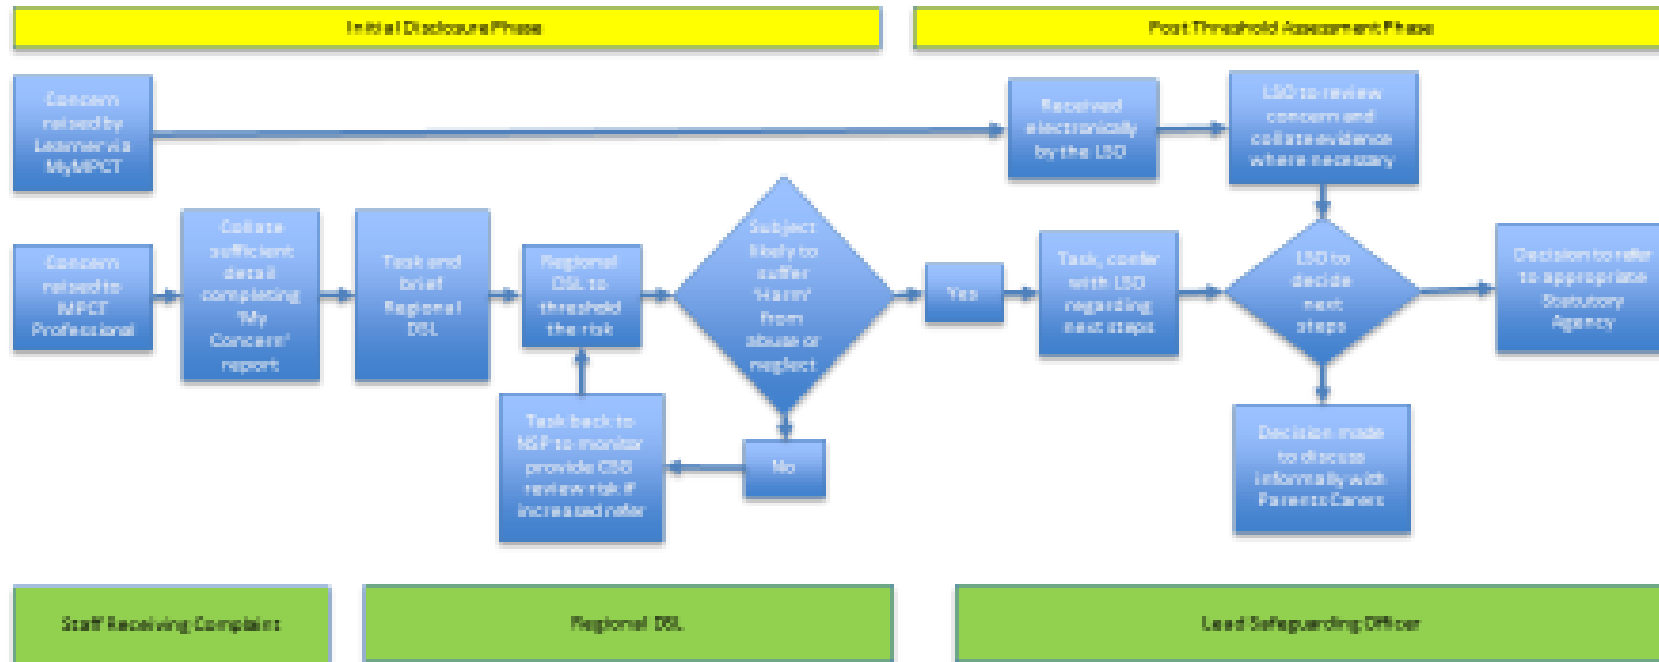 Initial Disclosure Phase
Post Threshold Assessment Phase
Concern
raised by
Learner via
MyMPCT
Received
electronically
by the LSO
LSO to review
concern and
collate evidence
where necessary
Concern
raised to
MPCT
Professional
Collate
sufficient
detail
completing
'My
Concern'
report
Task and
brief
Regional
DSL
Regional
DSL to
threshold
the risk
Subject
likely to
suffer
'Harm'
from
abuse or
neglect
Yes
Task, confer
with LSO
regarding
next steps
LSO to
decide
next
steps
Decision to refer
to appropriate
Statutory
Agency
Task back to
NSP to monitor
provide CSO
review risk if
increased refer
No
Decision made
to discuss
informally with
Parents Carers
Staff Receiving Complaint
Regional DSL
Lead Safeguarding Officer